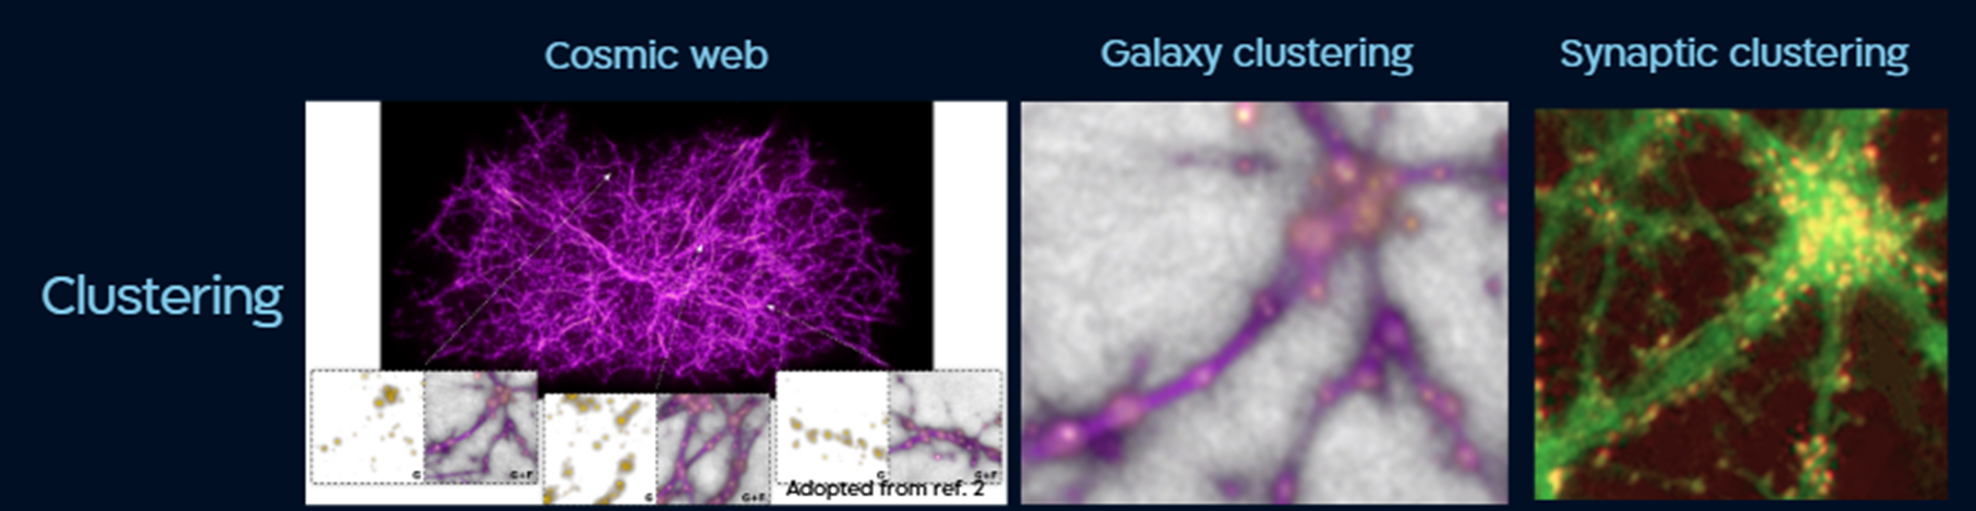 Cosmic web
Galaxy clustering
Synaptic clustering
Clustering
G
G+F
G
G+F
G
G+F
Adopted from ref. 2